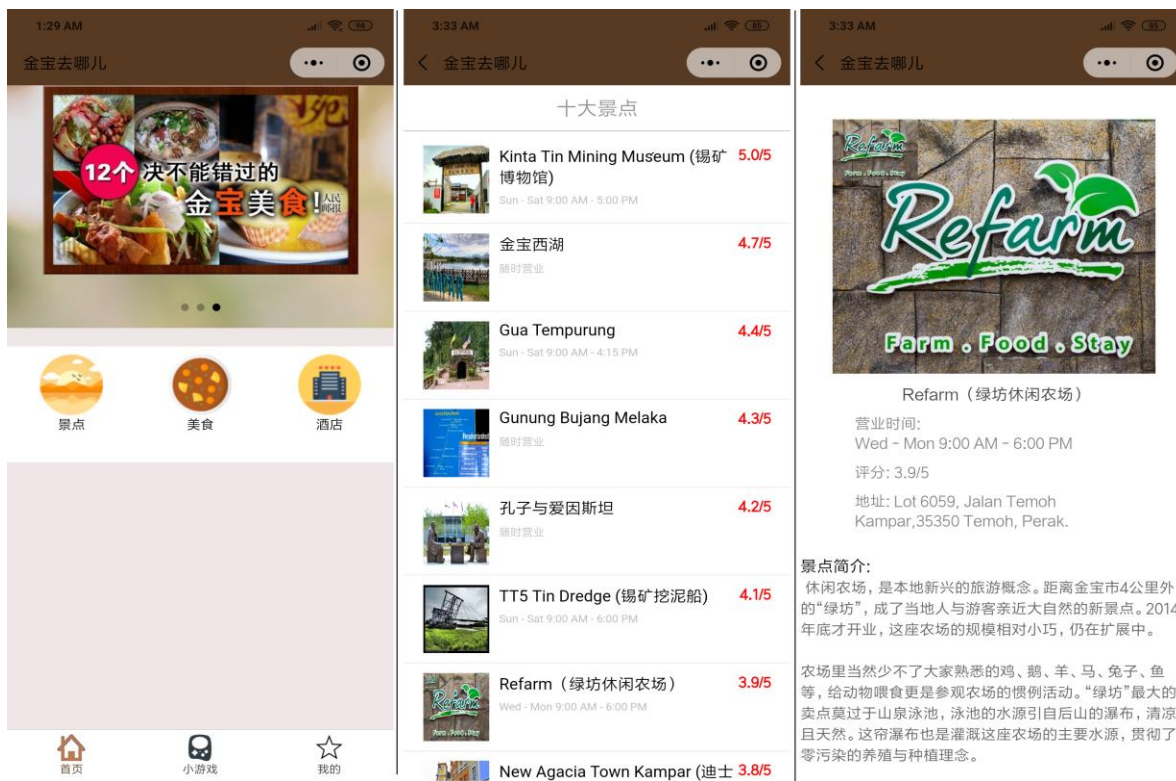 1:29 AM
94
金宝去哪儿
12个 决不能错过的
金宝美食!人民邮报
景点
美食
酒店
首页
小游戏
我的
3:33 AM
85
金宝去哪儿
十大景点
Kinta Tin Mining Museum (锡矿 5.0/5
博物馆)
Sun - Sat 9:00 AM - 5:00 PM
金宝西湖 4.7/5
随时营业
Gua Tempurung 4.4/5
Sun - Sat 9:00 AM - 4:15 PM
Gunung Bujang Melaka 4.3/5
随时营业
孔子与爱因斯坦 4.2/5
随时营业
TT5 Tin Dredge (锡矿挖泥船) 4.1/5
Sun - Sat 9:00 AM - 6:00 PM
Refarm
Refarm（绿坊休闲农场） 3.9/5
Wed - Mon 9:00 AM - 6:00 PM
New Agacia Town Kampar (迪士 3.8/5
3:33 AM
85
金宝去哪儿
Refarm
Farm . Food . Stay
Refarm
Farm . Food . Stay
Refarm（绿坊休闲农场）
营业时间:
Wed - Mon 9:00 AM - 6:00 PM
评分: 3.9/5
地址: Lot 6059, Jalan Temoh
Kampar,35350 Temoh, Perak.
景点简介:
休闲农场，是本地新兴的旅游概念。距离金宝市4公里外
的“绿坊”，成了当地人与游客亲近大自然的新景点。2014
年底才开业，这座农场的规模相对小巧，仍在扩展中。
农场里当然少不了大家熟悉的鸡、鹅、羊、马、兔子、鱼
等，给动物喂食更是参观农场的惯例活动。“绿坊”最大的
卖点莫过于山泉泳池，泳池的水源引自后山的瀑布，清凉
且天然。这帘瀑布也是灌溉这座农场的主要水源，贯彻了
零污染的养殖与种植理念。